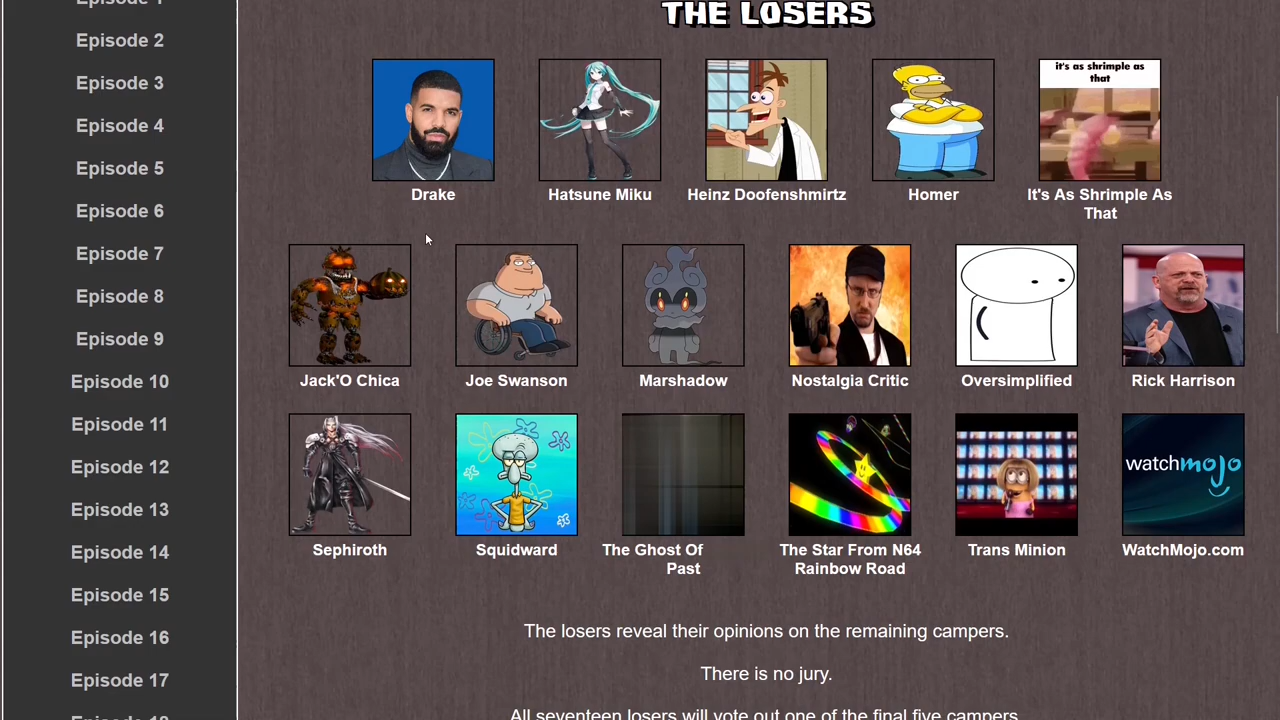 Episode 1
Episode 2
Episode 3
Episode 4
Episode 5
Episode 6
Episode 7
Episode 8
Episode 9
Episode 10
Episode 11
Episode 12
Episode 13
Episode 14
Episode 15
Episode 16
Episode 17
Episode 18
THE LOSERS
it's as shrimple as
that
Drake
Hatsune Miku
Heinz Doofenshmirtz
Homer
It's As Shrimple As
That
Jack'O Chica
Joe Swanson
Marshadow
Nostalgia Critic
Oversimplified
Rick Harrison
watchmojo
Sephiroth
Squidward
The Ghost Of
Past
The Star From N64
Rainbow Road
Trans Minion
WatchMojo.com
The losers reveal their opinions on the remaining campers.
There is no jury.
All seventeen losers will vote out one of the final five campers.